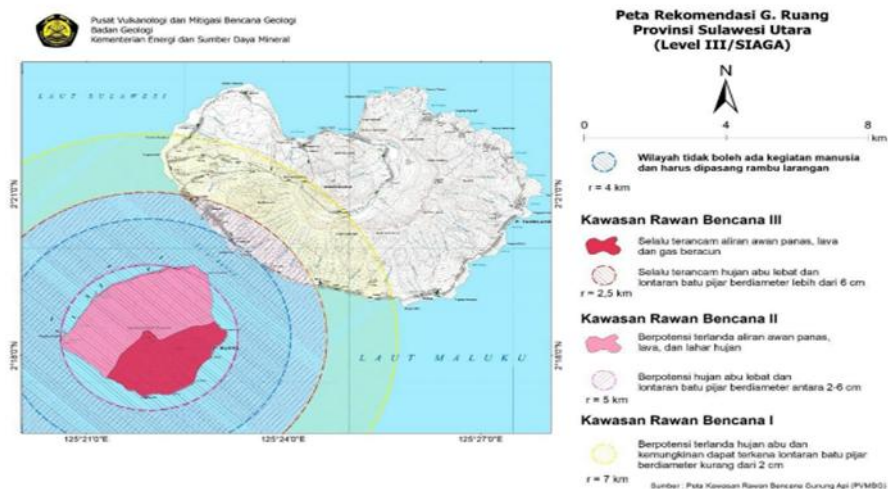 Pusat Vulkanologi dan Mitigasi Bencana Geologi
Badan Geologi
Kementerian Energi dan Sumber Daya Mineral
Peta Rekomendasi G. Ruang
Provinsi Sulawesi Utara
(Level III/SIAGA)
N
0 4 8
km
Wilayah tidak boleh ada kegiatan manusia
dan harus dipasang rambu larangan
r = 4 km
Kawasan Rawan Bencana III
Selalu terancam aliran awan panas, lava
dan gas beracun
Selalu terancam hujan abu lebat dan
lontaran batu pijar berdiameter lebih dari 6 cm
r = 2,5 km
Kawasan Rawan Bencana II
Berpotensi terlanda aliran awan panas,
lava, dan lahar hujan
Berpotensi hujan abu lebat dan
lontaran batu pijar berdiameter antara 2-6 cm
r = 5 km
Kawasan Rawan Bencana I
Berpotensi terlanda hujan abu dan
kemungkinan dapat terkena lontaran batu pijar
berdiameter kurang dari 2 cm
r = 7 km
Sumber : Peta Kawasan Rawan Bencana Gunung Api (PVMBG)
LAUT SULAWESI
LAUT MALUKU
2°21'0"N
2°18'0"N
2°21'0"N
2°18'0"N
125°21'0"E 125°24'0"E 125°27'0"E